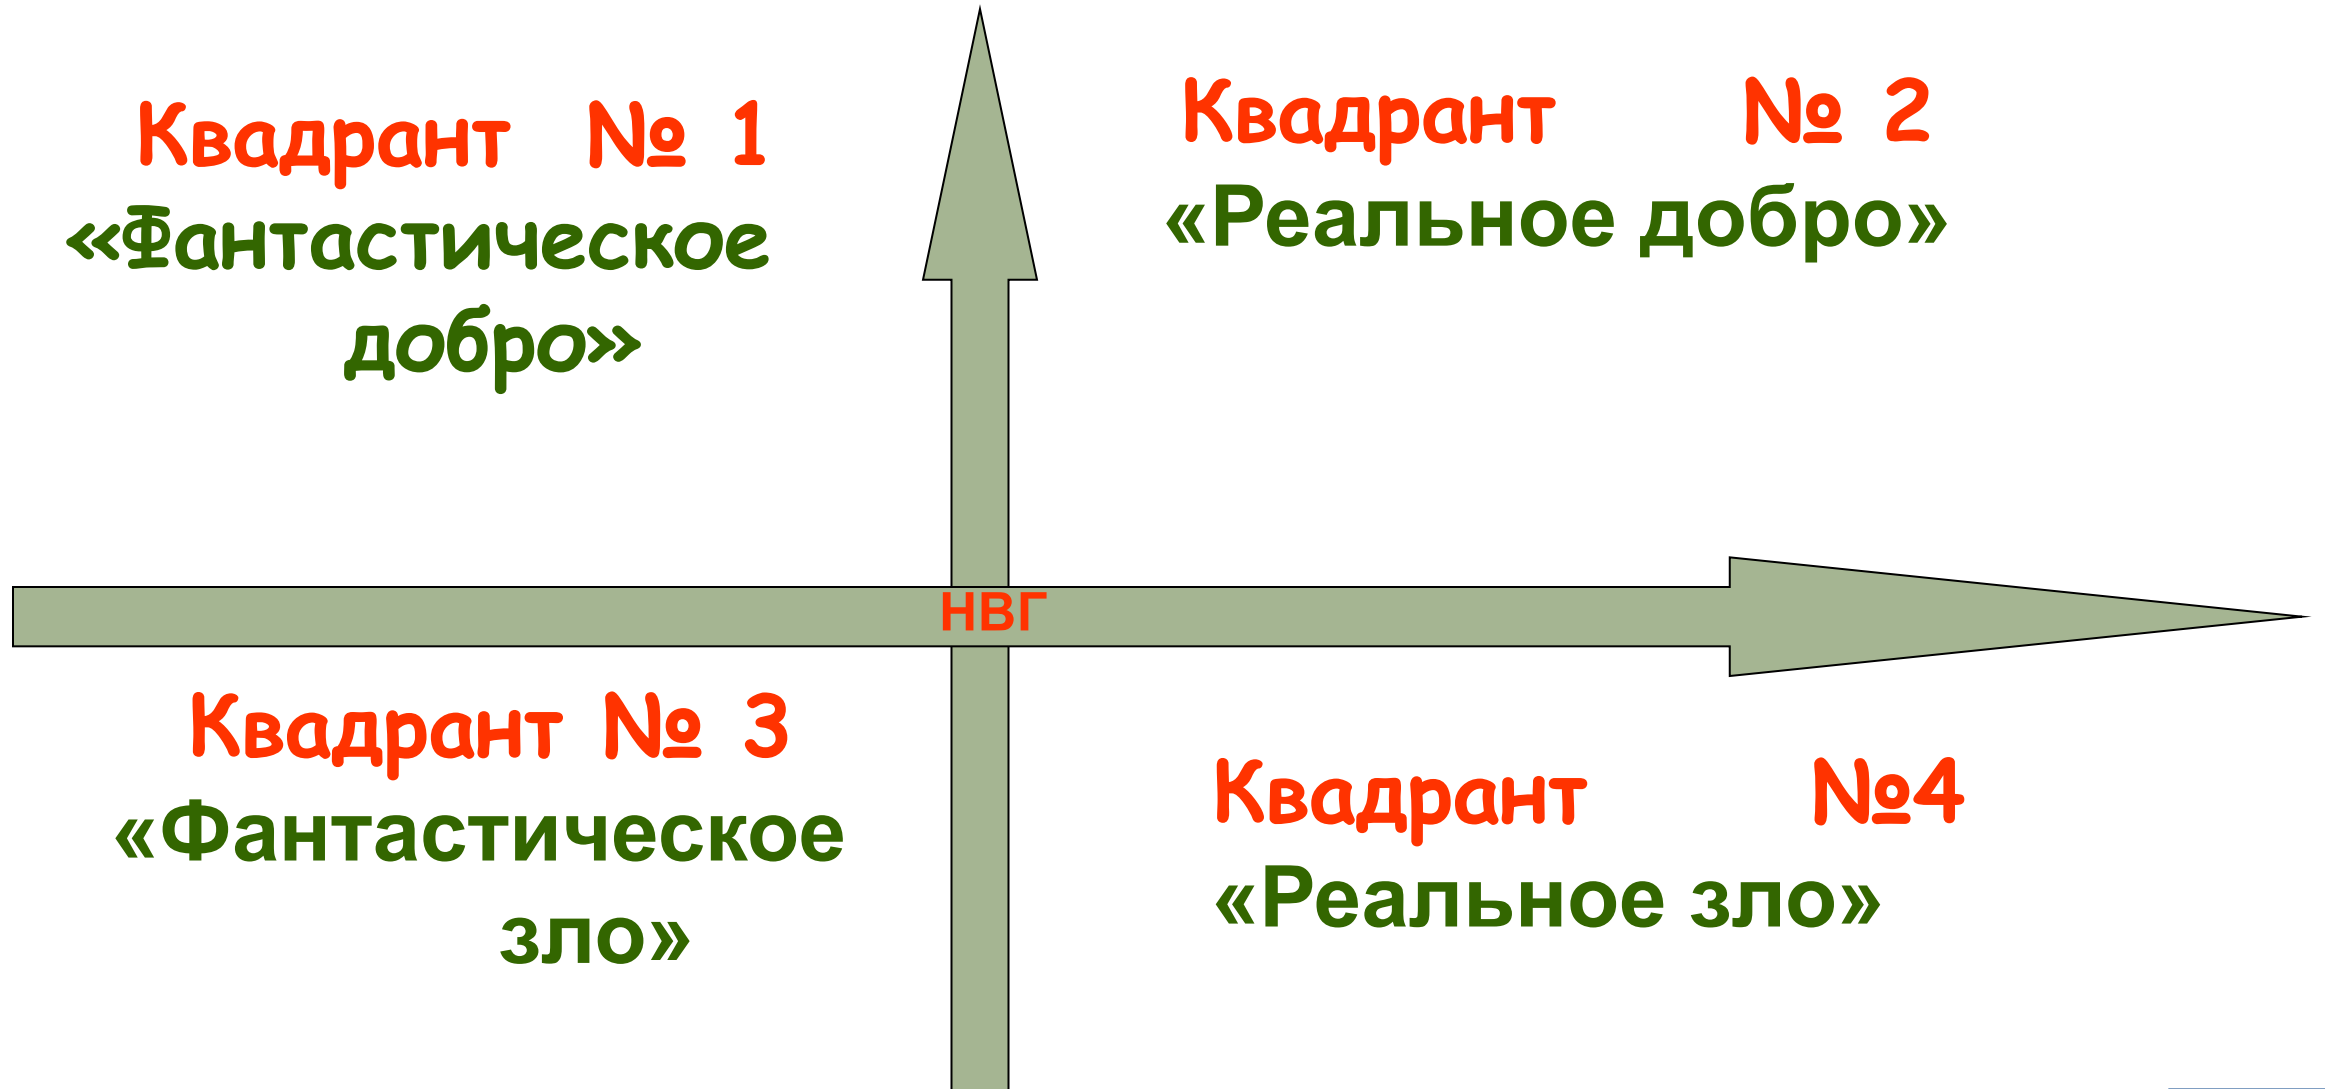 Квадрант № 1
«Фантастическое
добро»
Квадрант № 2
«Реальное добро»
НВГ
Квадрант № 3
«Фантастическое
зло»
Квадрант №4
«Реальное зло»